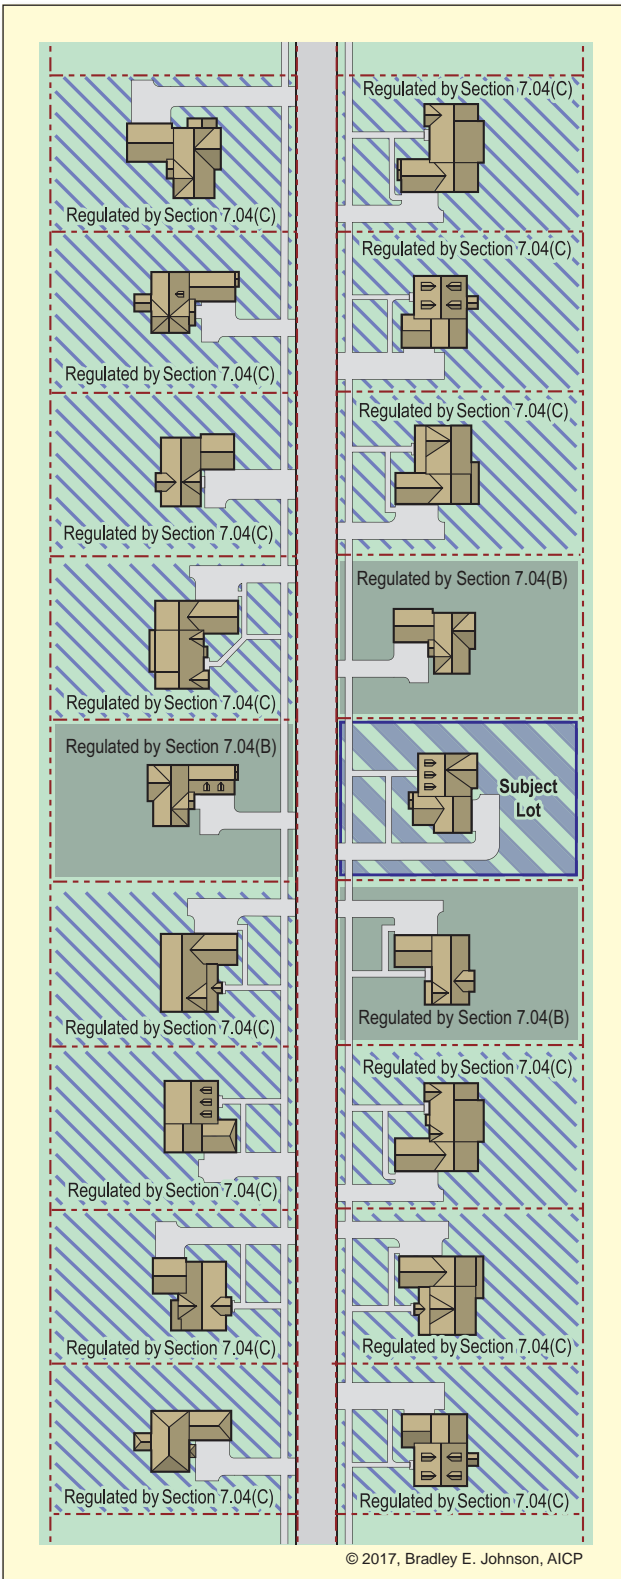 Regulated by Section 7.04(C)
Regulated by Section 7.04(C)
Regulated by Section 7.04(C)
Regulated by Section 7.04(C)
Regulated by Section 7.04(C)
Regulated by Section 7.04(C)
Regulated by Section 7.04(B)
Regulated by Section 7.04(C)
Regulated by Section 7.04(B)
Subject
Lot
Regulated by Section 7.04(B)
Regulated by Section 7.04(C)
Regulated by Section 7.04(C)
Regulated by Section 7.04(C)
Regulated by Section 7.04(C)
Regulated by Section 7.04(C)
Regulated by Section 7.04(C)
Regulated by Section 7.04(C)
© 2017, Bradley E. Johnson, AICP